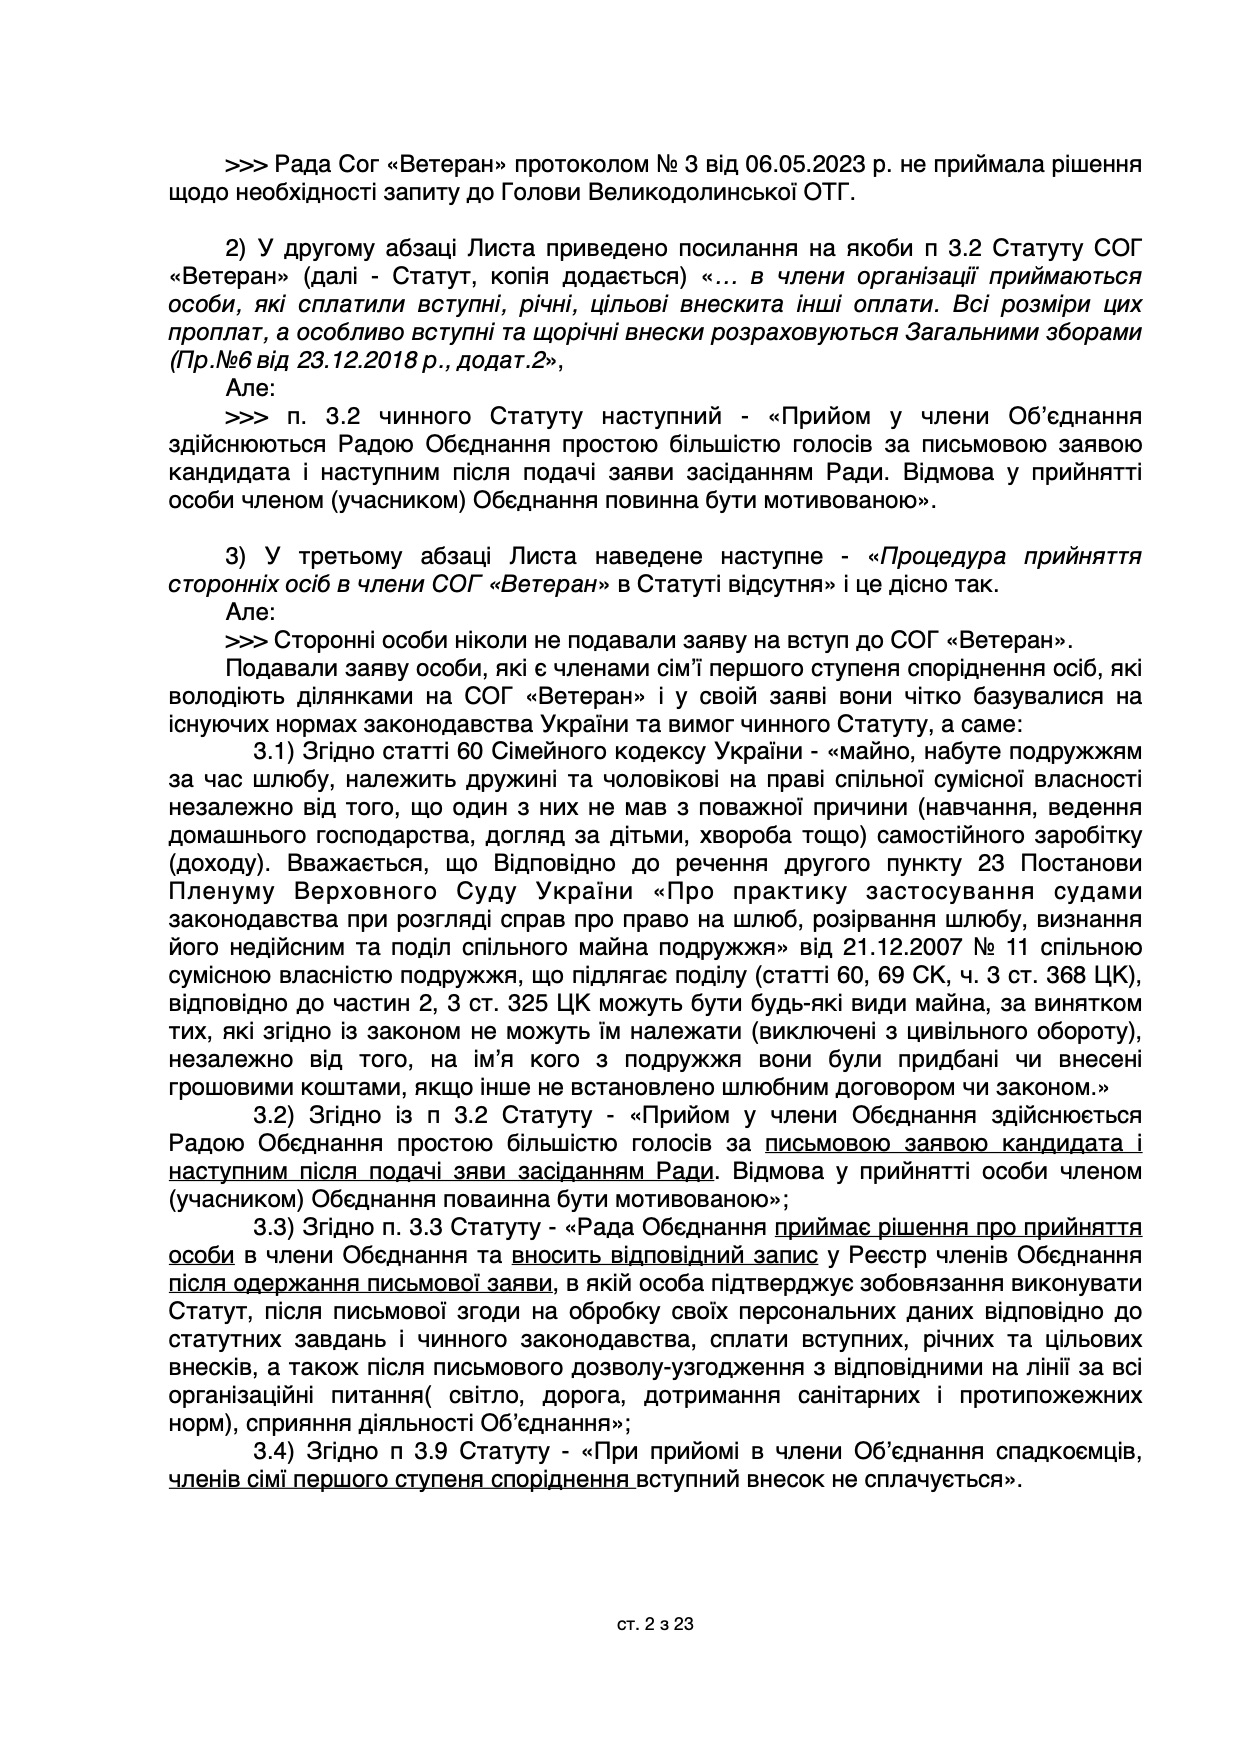 >>> Рада Сог «Ветеран» протоколом № 3 від 06.05.2023 р. не приймала рішення
щодо необхідності запиту до Голови Великодолинської ОТГ.
2) У другому абзаці Листа приведено посилання на якоби п 3.2 Статуту СОГ
«Ветеран» (далі - Статут, копія додається) «… в члени організації приймаються
особи, які сплатили вступні, річні, цільові внескита інші оплати. Всі розміри цих
проплат, а особливо вступні та щорічні внески розраховуються Загальними зборами
(Пр.№6 від 23.12.2018 р., додат.2»,
Але:
>>> п. 3.2 чинного Статуту наступний - «Прийом у члени Об’єднання
здійснюються Радою Обєднання простою більшістю голосів за письмовою заявою
кандидата і наступним після подачі заяви засіданням Ради. Відмова у прийнятті
особи членом (учасником) Обєднання повинна бути мотивованою».
3) У третьому абзаці Листа наведене наступне - «Процедура прийняття
сторонніх осіб в члени СОГ «Ветеран» в Статуті відсутня» і це дісно так.
Але:
>>> Сторонні особи ніколи не подавали заяву на вступ до СОГ «Ветеран».
Подавали заяву особи, які є членами сім’ї першого ступеня споріднення осіб, які
володіють ділянками на СОГ «Ветеран» і у своїй заяві вони чітко базувалися на
існуючих нормах законодавства України та вимог чинного Статуту, а саме:
3.1) Згідно статті 60 Сімейного кодексу України - «майно, набуте подружжям
за час шлюбу, належить дружині та чоловікові на праві спільної сумісної власності
незалежно від того, що один з них не мав з поважної причини (навчання, ведення
домашнього господарства, догляд за дітьми, хвороба тощо) самостійного заробітку
(доходу). Вважається, що Відповідно до речення другого пункту 23 Постанови
Пленуму Верховного Суду України «Про практику застосування судами
законодавства при розгляді справ про право на шлюб, розірвання шлюбу, визнання
його недійсним та поділ спільного майна подружжя» від 21.12.2007 № 11 спільною
сумісною власністю подружжя, що підлягає поділу (статті 60, 69 СК, ч. 3 ст. 368 ЦК),
відповідно до частин 2, 3 ст. 325 ЦК можуть бути будь-які види майна, за винятком
тих, які згідно із законом не можуть їм належати (виключені з цивільного обороту),
незалежно від того, на ім’я кого з подружжя вони були придбані чи внесені
грошовими коштами, якщо інше не встановлено шлюбним договором чи законом.»
3.2) Згідно із п 3.2 Статуту - «Прийом у члени Обєднання здійснюється
Радою Обєднання простою більшістю голосів за письмовою заявою кандидата і
наступним після подачі зяви засіданням Ради. Відмова у прийнятті особи членом
(учасником) Обєднання поваинна бути мотивованою»;
3.3) Згідно п. 3.3 Статуту - «Рада Обєднання приймає рішення про прийняття
особи в члени Обєднання та вносить відповідний запис у Реєстр членів Обєднання
після одержання письмової заяви, в якій особа підтверджує зобовязання виконувати
Статут, після письмової згоди на обробку своїх персональних даних відповідно до
статутних завдань і чинного законодавства, сплати вступних, річних та цільових
внесків, а також після письмового дозволу-узгодження з відповідними на лінії за всі
організаційні питання( світло, дорога, дотримання санітарних і протипожежних
норм), сприяння діяльності Об’єднання»;
3.4) Згідно п 3.9 Статуту - «При прийомі в члени Об’єднання спадкоємців,
членів сімї першого ступеня споріднення вступний внесок не сплачується».
ст. 2 з 23